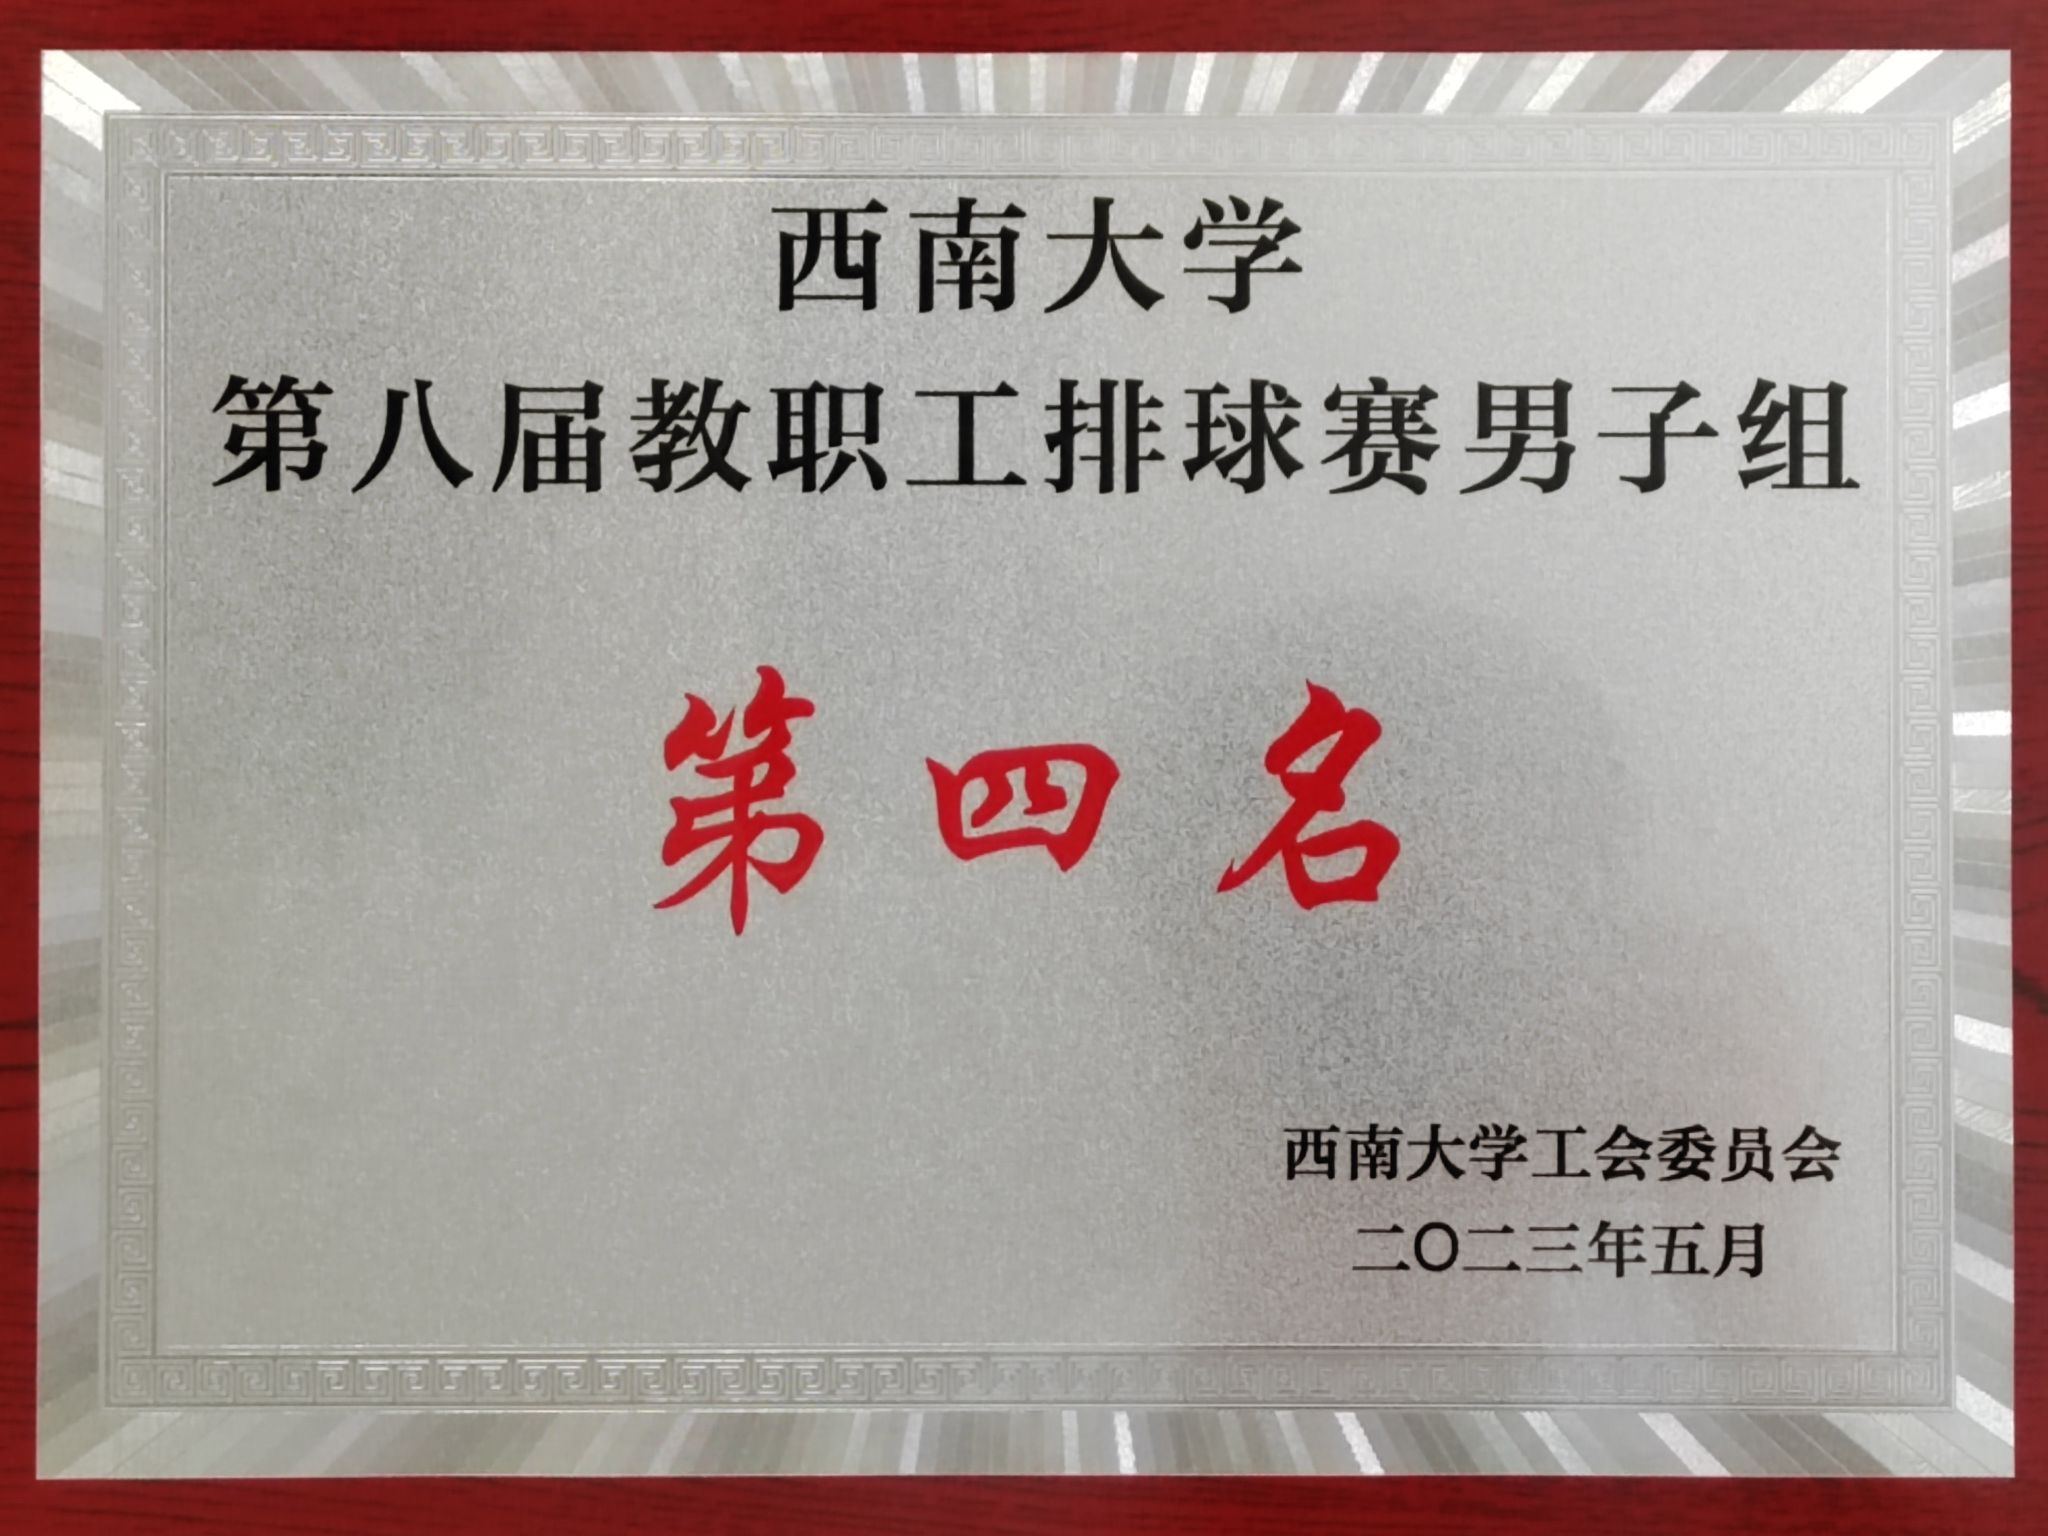 西南大学
第八届教职工排球赛男子组
第四名
西南大学工会委员会
二〇二三年五月